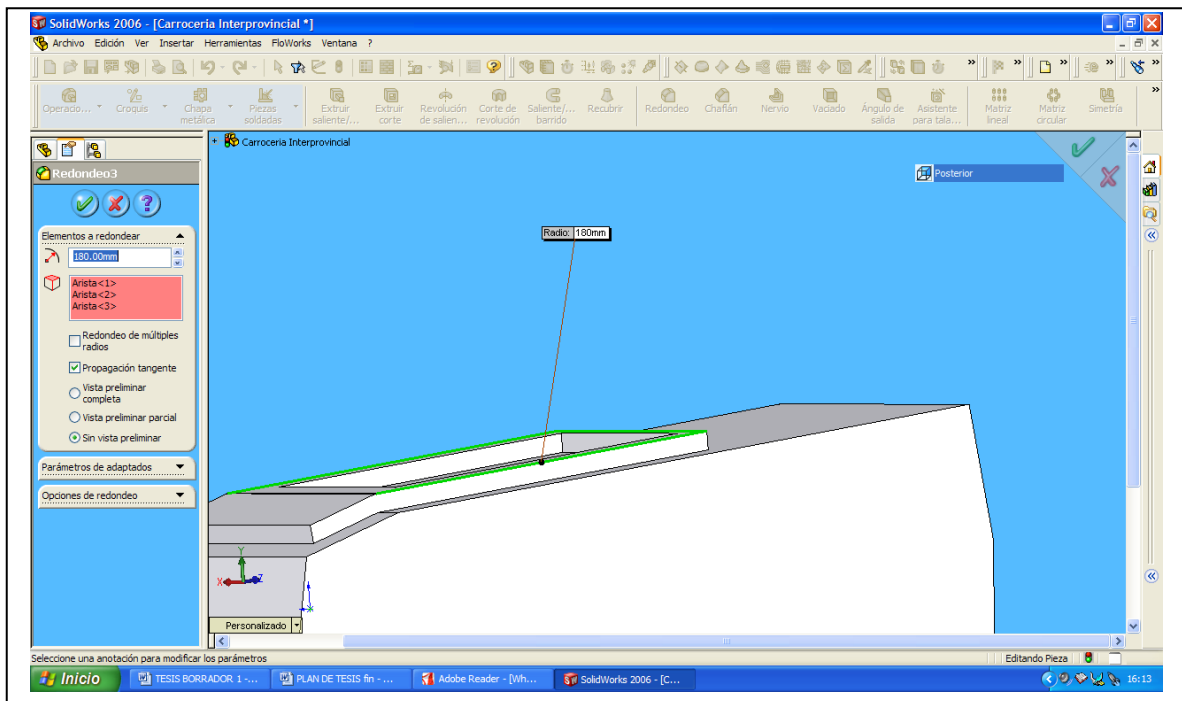 SolidWorks 2006 - [Carroceria Interprovincial *]
Archivo Edición Ver Insertar Herramientas FloWorks Ventana ?
Operacio... Croquis Chapa metálica Piezas soldadas Extruir saliente/... Extruir corte Revolución de salien... Corte de revolución Saliente/... barrido Recubrir Redondeo Chaflán Nervio Vaciado Ángulo de salida Asistente para tala... Matriz lineal Matriz circular Simetría
Carroceria Interprovincial
Redondeo3
Posterior
Radio: 180mm
Elementos a redondear
180.00mm
Arista<1>
Arista<2>
Arista<3>
Redondeo de múltiples
radios
Propagación tangente
Vista preliminar
completa
Vista preliminar parcial
Sin vista preliminar
Parámetros de adaptados
Opciones de redondeo
Y
X
Z
Personalizado
Seleccione una anotación para modificar los parámetros
Editando Pieza
Inicio
TESIS BORRADOR 1 -...
PLAN DE TESIS fin - ...
Adobe Reader - [Wh...
SolidWorks 2006 - [C...
16:13